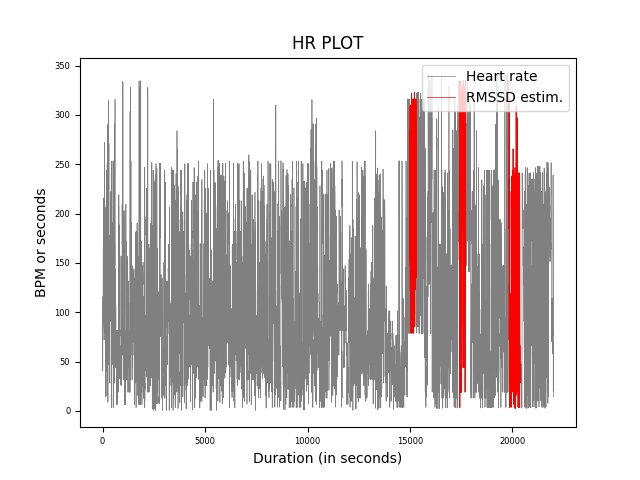 HR PLOT
Heart rate
RMSSD estim.
BPM or seconds
350
300
250
200
150
100
50
0
0 5000 10000 15000 20000
Duration (in seconds)